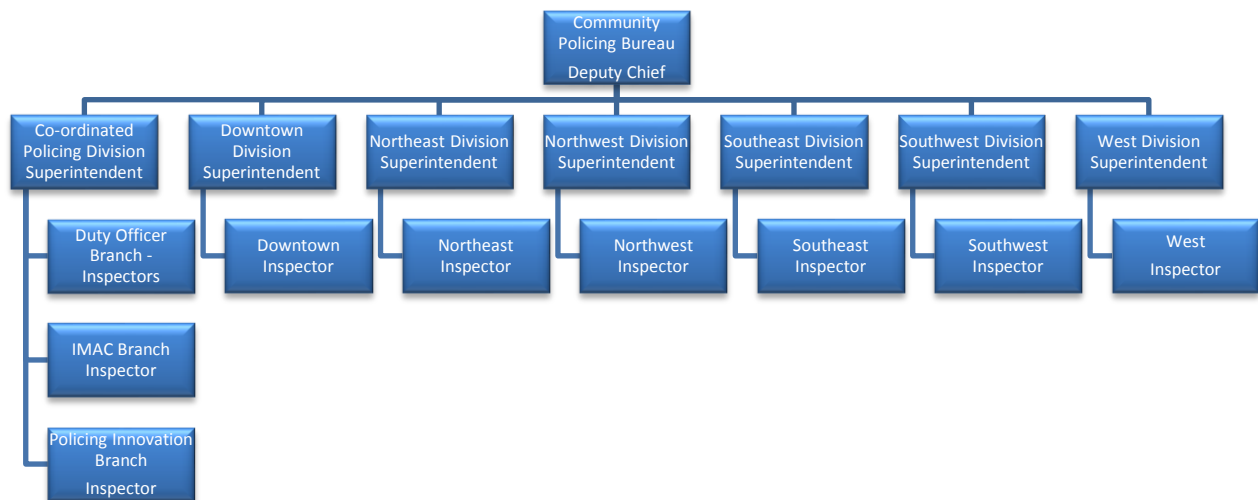 Community
Policing Bureau
Deputy Chief
Co-ordinated
Policing Division
Superintendent
Downtown
Division
Superintendent
Northeast Division
Superintendent
Northwest Division
Superintendent
Southeast Division
Superintendent
Southwest Division
Superintendent
West Division
Superintendent
Duty Officer
Branch -
Inspectors
Downtown
Inspector
Northeast
Inspector
Northwest
Inspector
Southeast
Inspector
Southwest
Inspector
West
Inspector
IMAC Branch
Inspector
Policing Innovation
Branch
Inspector